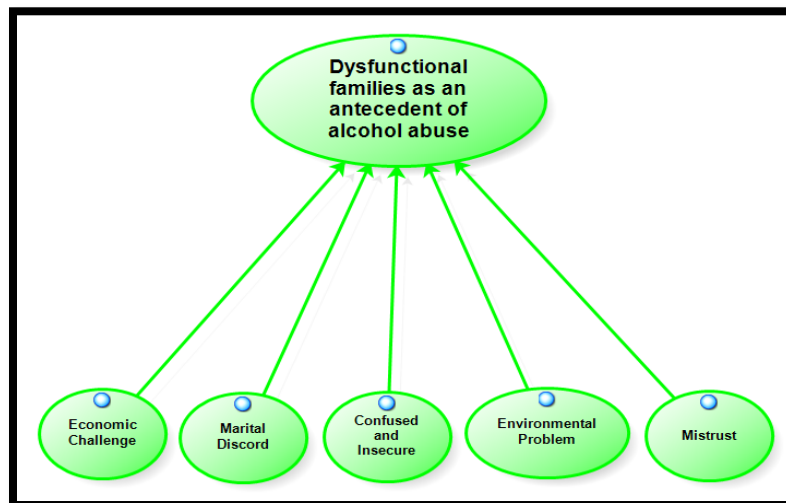 Dysfunctional
families as an
antecedent of
alcohol abuse
Economic
Challenge
Marital
Discord
Confused
and
Insecure
Environmental
Problem
Mistrust